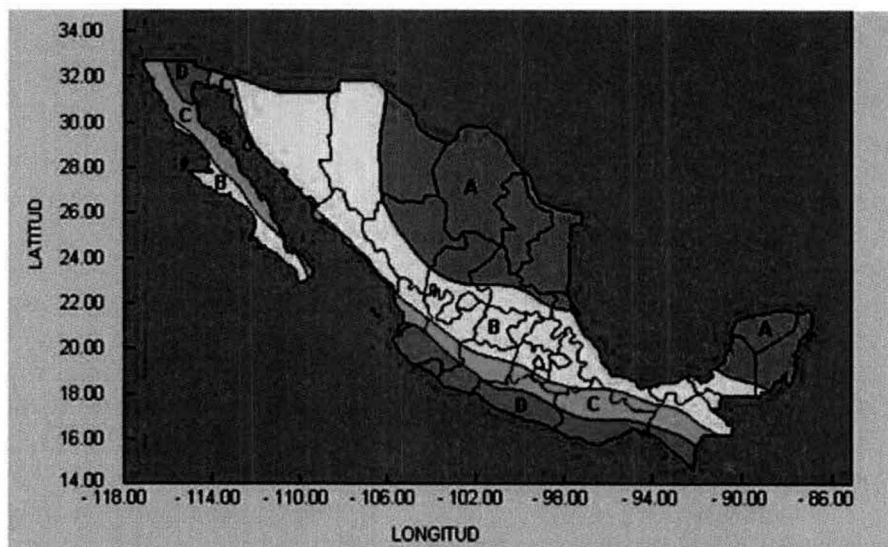 34.00
32.00
30.00
28.00
26.00
24.00
22.00
20.00
18.00
16.00
14.00
LATITUD
D
C
B
A
B
A
C
D
- 118.00 - 114.00 - 110.00 - 106.00 - 102.00 - 98.00 - 94.00 - 90.00 - 86.00
LONGITUD